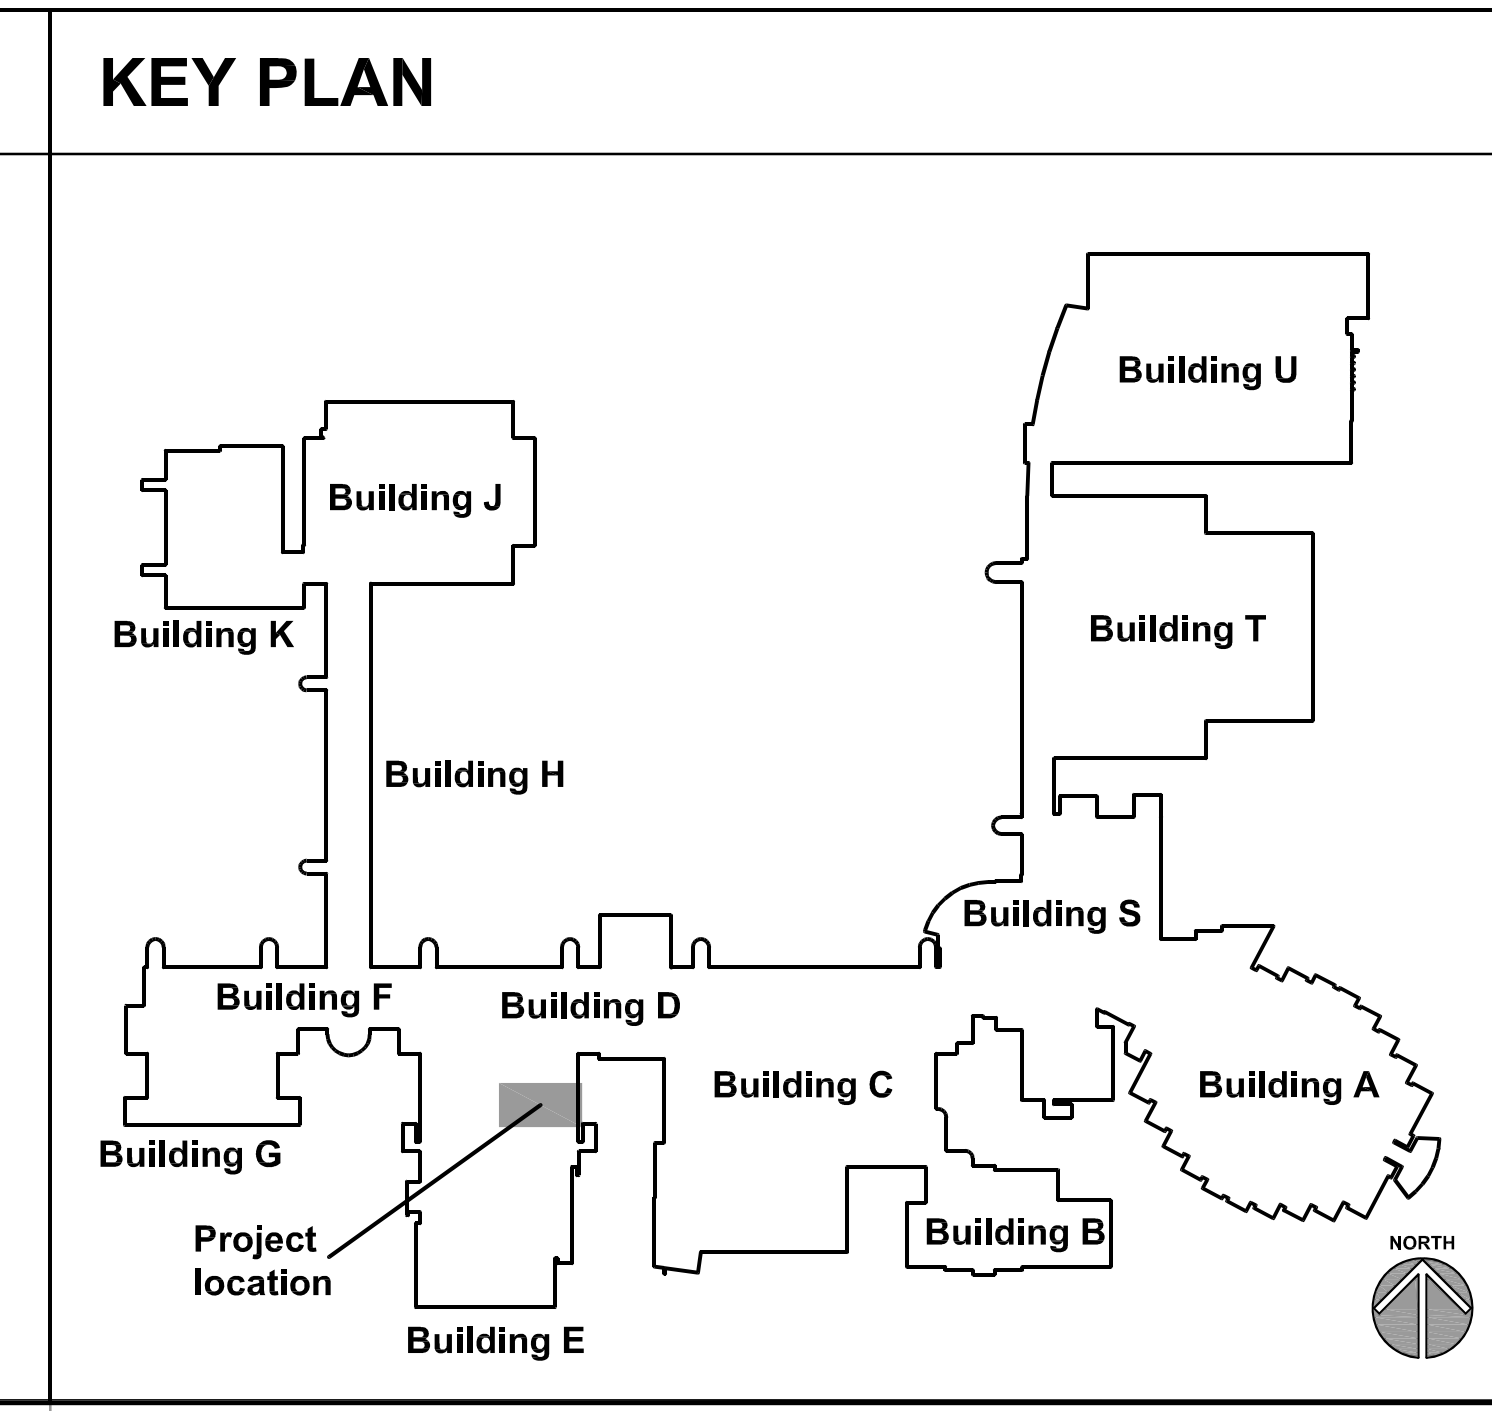 KEY PLAN
Building U
Building J
Building T
Building K
Building H
Building S
Building F
Building D
Building C
Building A
Building G
Project
location
Building B
NORTH
Building E